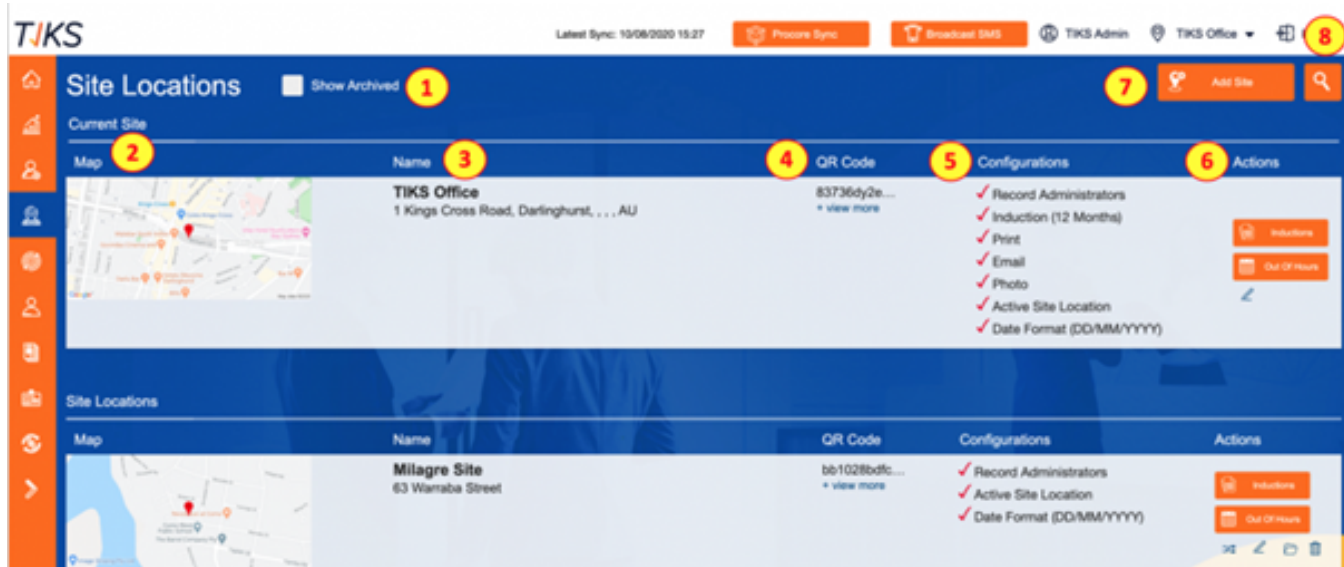 TIKS
Latest Sync: 10/08/2020 15:27
Procore Sync
Broadcast SMS
TIKS Admin
TIKS Office
8
Site Locations
Show Archived
1
7
Add Site
Current Site
Map
2
Name
3
4
QR Code
5
Configurations
6
Actions
TIKS Office
1 Kings Cross Road, Darlinghurst, , , , AU
83736dy2e...
+ view more
✓ Record Administrators
✓ Induction (12 Months)
✓ Print
✓ Email
✓ Photo
✓ Active Site Location
✓ Date Format (DD/MM/YYYY)
Inductions
Out Of Hours
Google
Site Locations
Map
Name
QR Code
Configurations
Actions
Milagre Site
63 Warraba Street
bb1028bdfc...
+ view more
✓ Record Administrators
✓ Active Site Location
✓ Date Format (DD/MM/YYYY)
Inductions
Out Of Hours